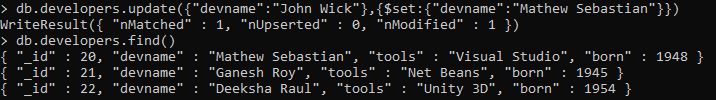 > db.developers.update({"devname":"John Wick"},{$set:{"devname":"Mathew Sebastian"}})
WriteResult({ "nMatched" : 1, "nUpserted" : 0, "nModified" : 1 })
> db.developers.find()
{ "_id" : 20, "devname" : "Mathew Sebastian", "tools" : "Visual Studio", "born" : 1948 }
{ "_id" : 21, "devname" : "Ganesh Roy", "tools" : "Net Beans", "born" : 1945 }
{ "_id" : 22, "devname" : "Deeksha Raul", "tools" : "Unity 3D", "born" : 1954 }